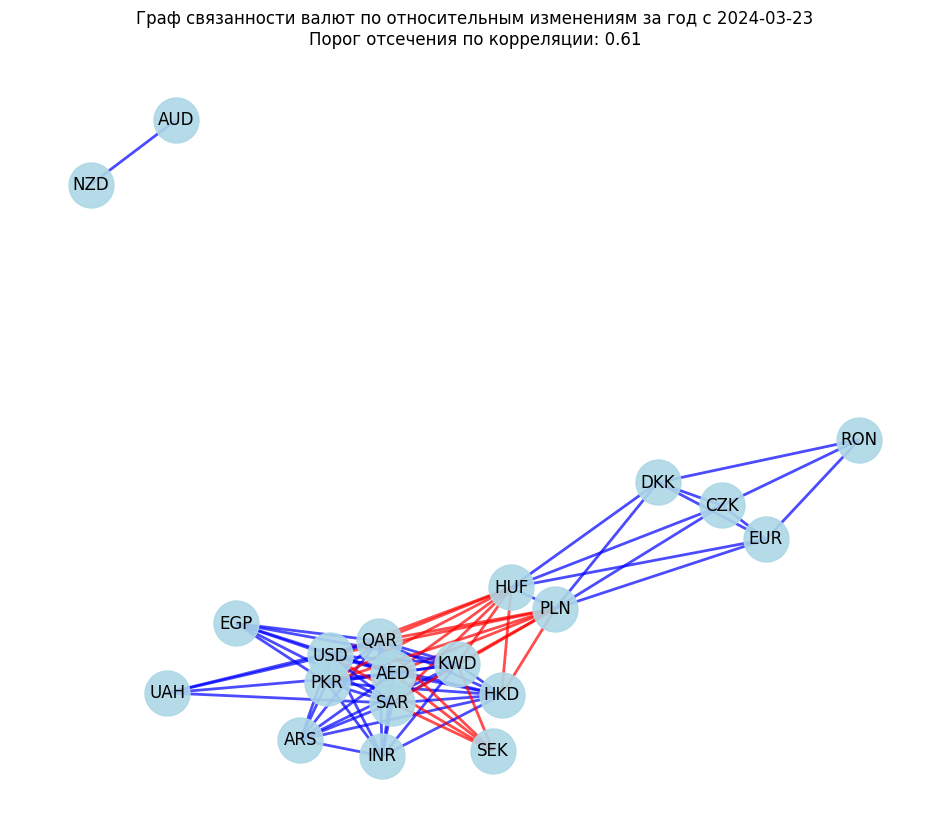 Граф связанности валют по относительным изменениям за год с 2024-03-23
Порог отсечения по корреляции: 0.61
AUD
NZD
RON
DKK
CZK
EUR
HUF
PLN
EGP
QAR
USD
KWD
AED
PKR
UAH
HKD
SAR
ARS
SEK
INR